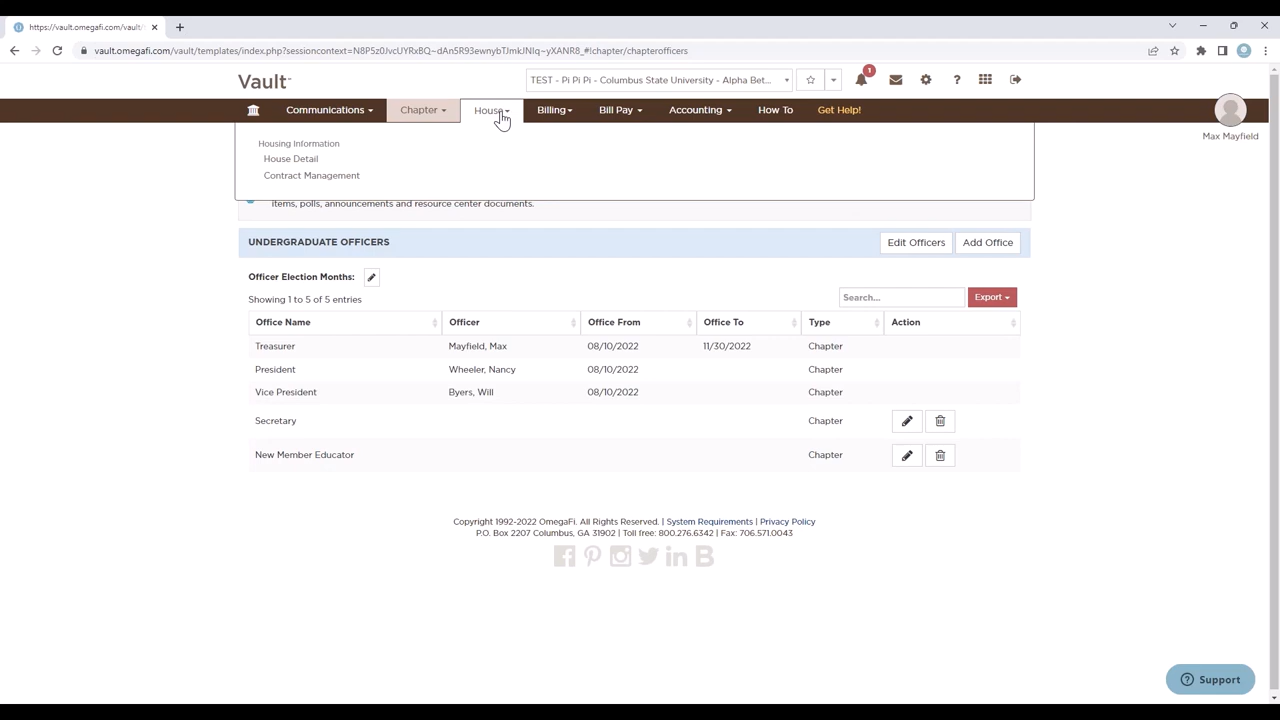 https://vault.omegafi.com/vault/
vault.omegafi.com/vault/templates/index.php?sessioncontext=N8P5z0JvcUYRxBQ~dAn5R93ewnybTJmkJNIq~yXANR8_#!chapter/chapterofficers
Vault
TEST - Pi Pi Pi - Columbus State University - Alpha Bet...
1
Communications
Chapter
House
Billing
Bill Pay
Accounting
How To
Get Help!
Max Mayfield
Housing Information
House Detail
Contract Management
items, polls, announcements and resource center documents.
UNDERGRADUATE OFFICERS
Edit Officers
Add Office
Officer Election Months:
Showing 1 to 5 of 5 entries
Search...
Export
Office Name Officer Office From Office To Type Action
Treasurer Mayfield, Max 08/10/2022 11/30/2022 Chapter
President Wheeler, Nancy 08/10/2022 Chapter
Vice President Byers, Will 08/10/2022 Chapter
Secretary Chapter
New Member Educator Chapter
Copyright 1992-2022 OmegaFi. All Rights Reserved. | System Requirements | Privacy Policy
P.O. Box 2207 Columbus, GA 31902 | Toll free: 800.276.6342 | Fax: 706.571.0043
Support